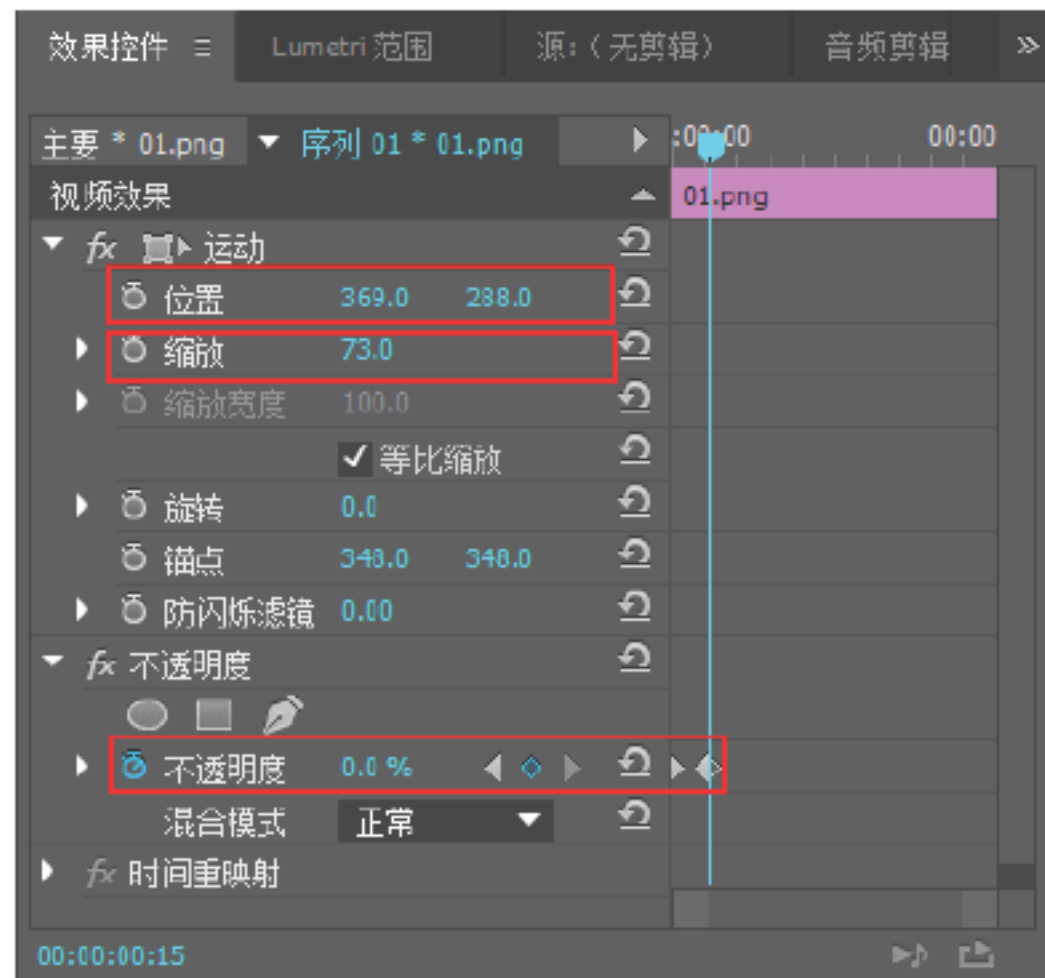 效果控件 ≡ Lumetri 范围 源:（无剪辑） 音频剪辑 »
主要 * 01.png 序列 01 * 01.png :00:00 00:00
视频效果 01.png
fx 运动
位置 369.0 288.0
缩放 73.0
缩放宽度 100.0
等比缩放
旋转 0.0
锚点 348.0 348.0
防闪烁滤镜 0.00
fx 不透明度
不透明度 0.0 %
混合模式 正常
fx 时间重映射
00:00:00:15